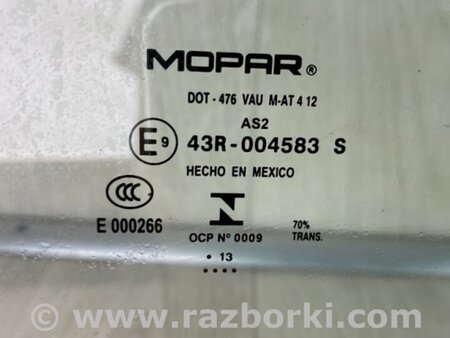 MOPAR®
DOT - 476 VAU M-AT 4 12
AS2
E9 43R - 004583 S
HECHO EN MEXICO
CCC
E 000266
N
OCP Nº 0009
70%
TRANS.
• 13
••••
© www.razborki.com